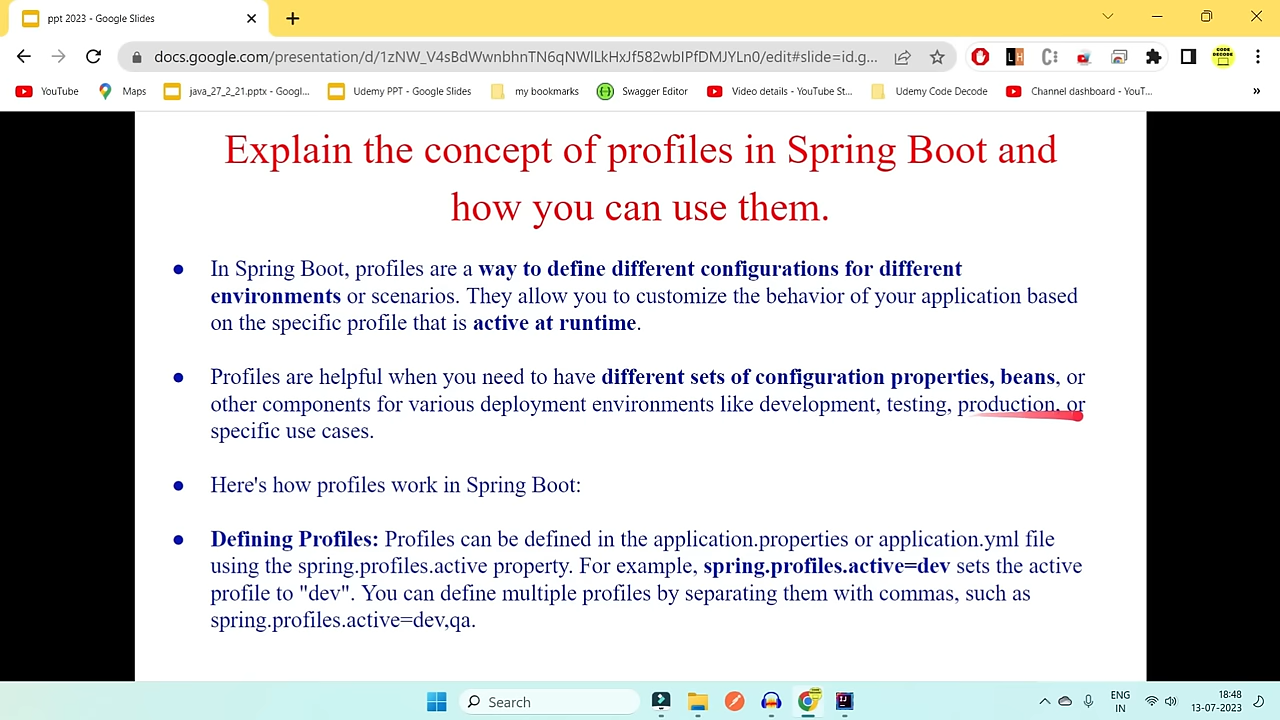 ppt 2023 - Google Slides
docs.google.com/presentation/d/1zNW_V4sadWwnbhnTN6qNWlLkHxJf582wbIPfDMJYLn0/edit#slide=id.g...
YouTube Maps java_27_2_21.pptx - Googl... Udemy PPT - Google Slides my bookmarks Swagger Editor Video details - YouTube St... Udemy Code Decode Channel dashboard - YouT... »
Explain the concept of profiles in Spring Boot and
how you can use them.
● In Spring Boot, profiles are a way to define different configurations for different
environments or scenarios. They allow you to customize the behavior of your application based
on the specific profile that is active at runtime.
● Profiles are helpful when you need to have different sets of configuration properties, beans, or
other components for various deployment environments like development, testing, production, or
specific use cases.
● Here's how profiles work in Spring Boot:
● Defining Profiles: Profiles can be defined in the application.properties or application.yml file
using the spring.profiles.active property. For example, spring.profiles.active=dev sets the active
profile to "dev". You can define multiple profiles by separating them with commas, such as
spring.profiles.active=dev,qa.
Search
ENG
IN
18:48
13-07-2023